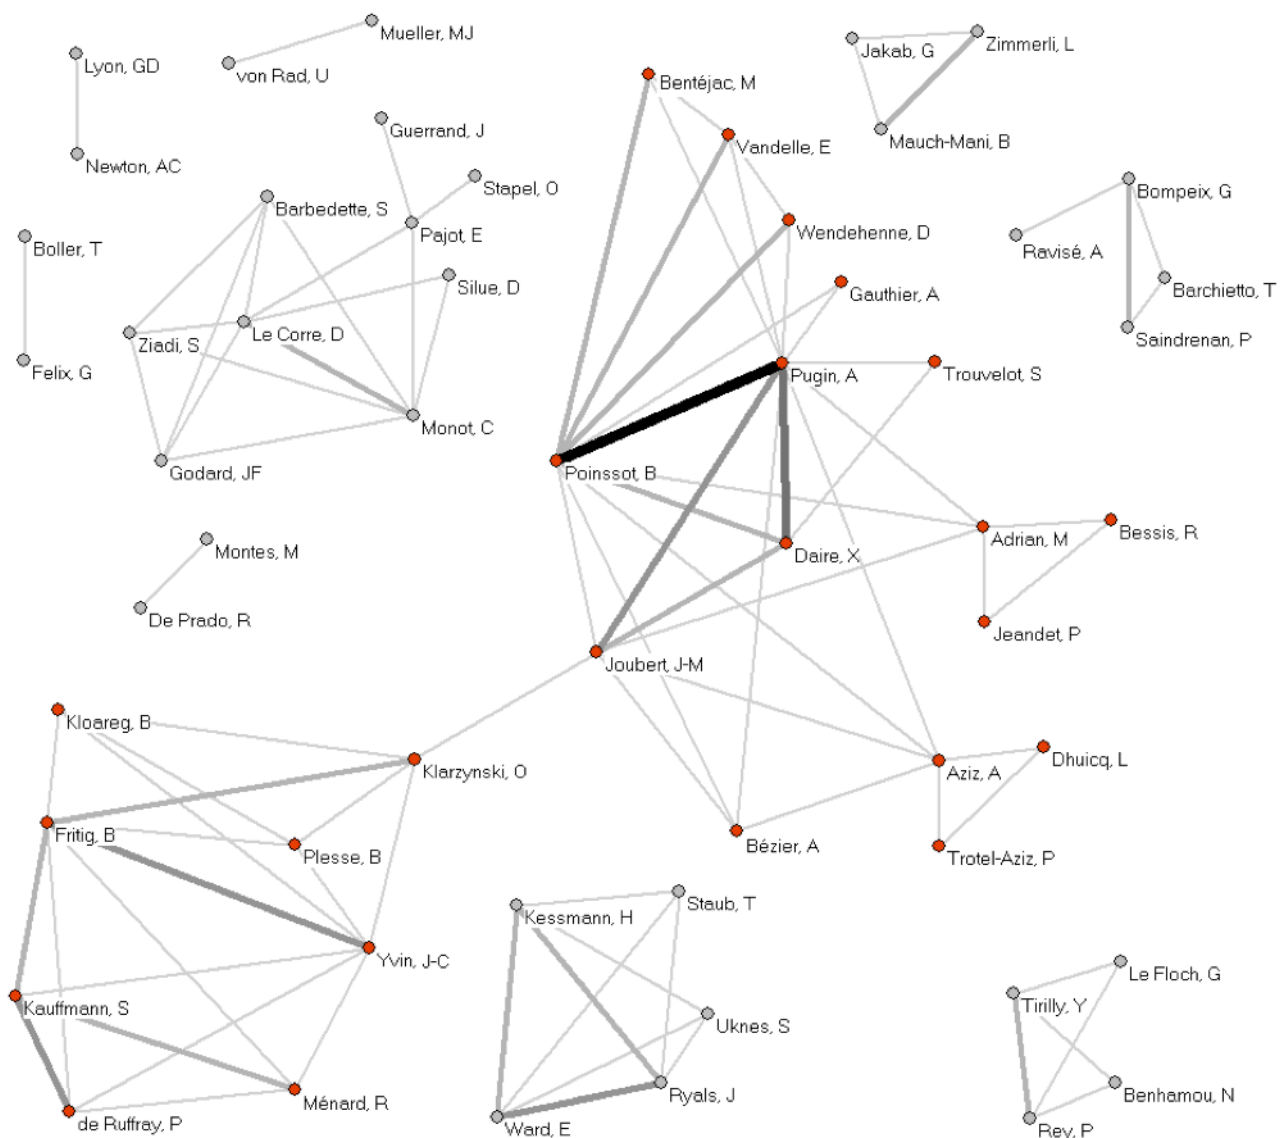 Mueller, MJ
Lyon, GD
von Rad, U
Jakab, G
Zimmerli, L
Bentéjac, M
Guerrand, J
Vandelle, E
Mauch-Mani, B
Newton, AC
Stapel, O
Bompeix, G
Barbedette, S
Pajot, E
Wendehenne, D
Boller, T
Ravisé, A
Silue, D
Gauthier, A
Barchietto, T
Ziadi, S
Le Corre, D
Saindrenan, P
Felix, G
Pugin, A
Trouvelot, S
Monot, C
Godard, JF
Poinssot, B
Montes, M
Daire, X
Adrian, M
Bessis, R
De Prado, R
Jeandet, P
Joubert, J-M
Kloareg, B
Klarzynski, O
Aziz, A
Dhuicq, L
Fritig, B
Plesse, B
Bézier, A
Trotel-Aziz, P
Kessmann, H
Staub, T
Yvin, J-C
Le Floch, G
Kauffmann, S
Tirilly, Y
Uknes, S
Ménard, R
Ryals, J
Benhamou, N
de Ruffray, P
Ward, E
Rey, P